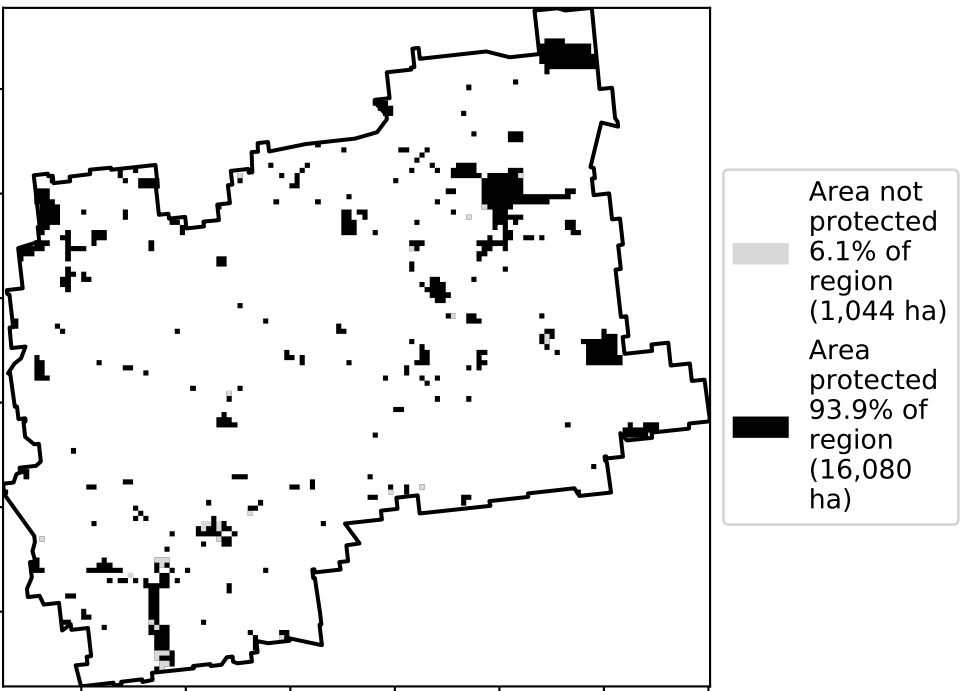 Area not
protected
6.1% of
region
(1,044 ha)
Area
protected
93.9% of
region
(16,080
ha)